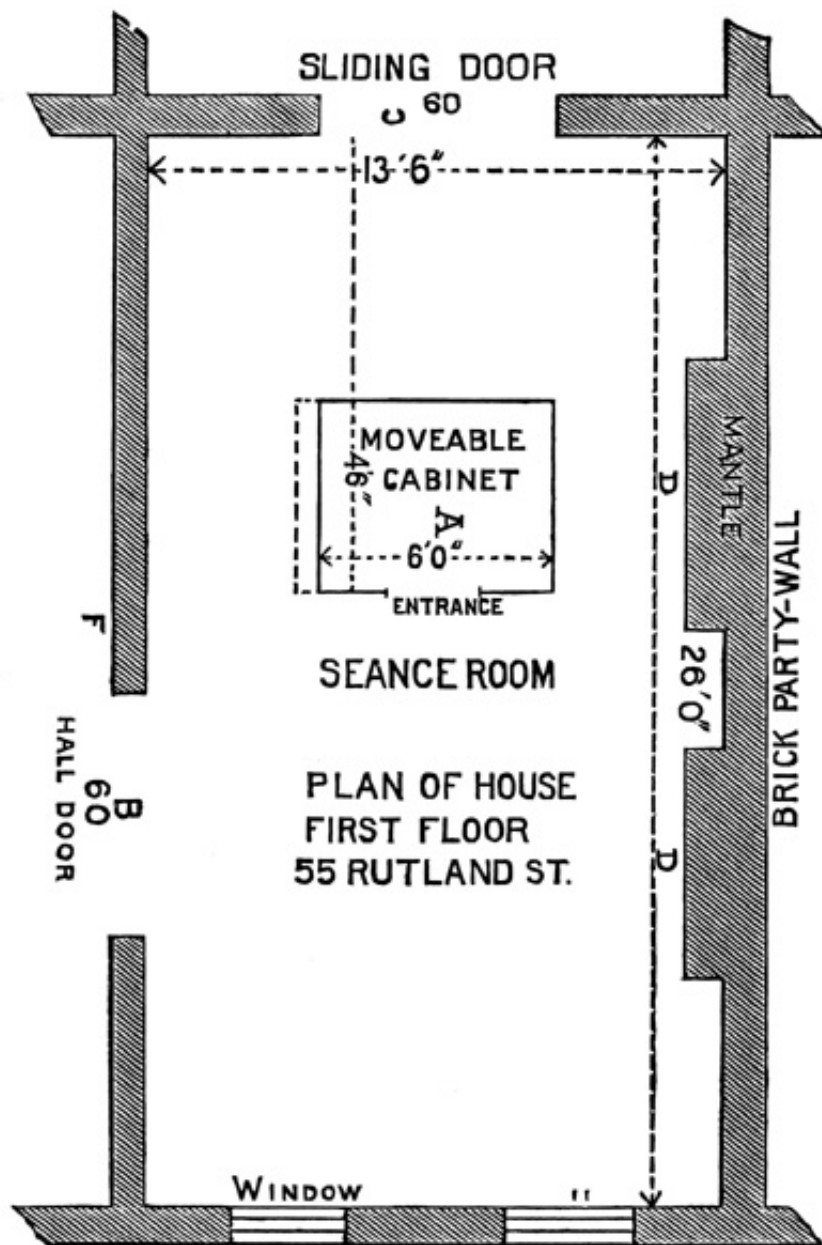 SLIDING DOOR
C 60
13'6"
MOVEABLE
CABINET
4'6"
A
6'0"
ENTRANCE
D
MANTLE
BRICK PARTY-WALL
F
SEANCE ROOM
26'0"
HALL DOOR
60
B
PLAN OF HOUSE
FIRST FLOOR
55 RUTLAND ST.
D
WINDOW
"